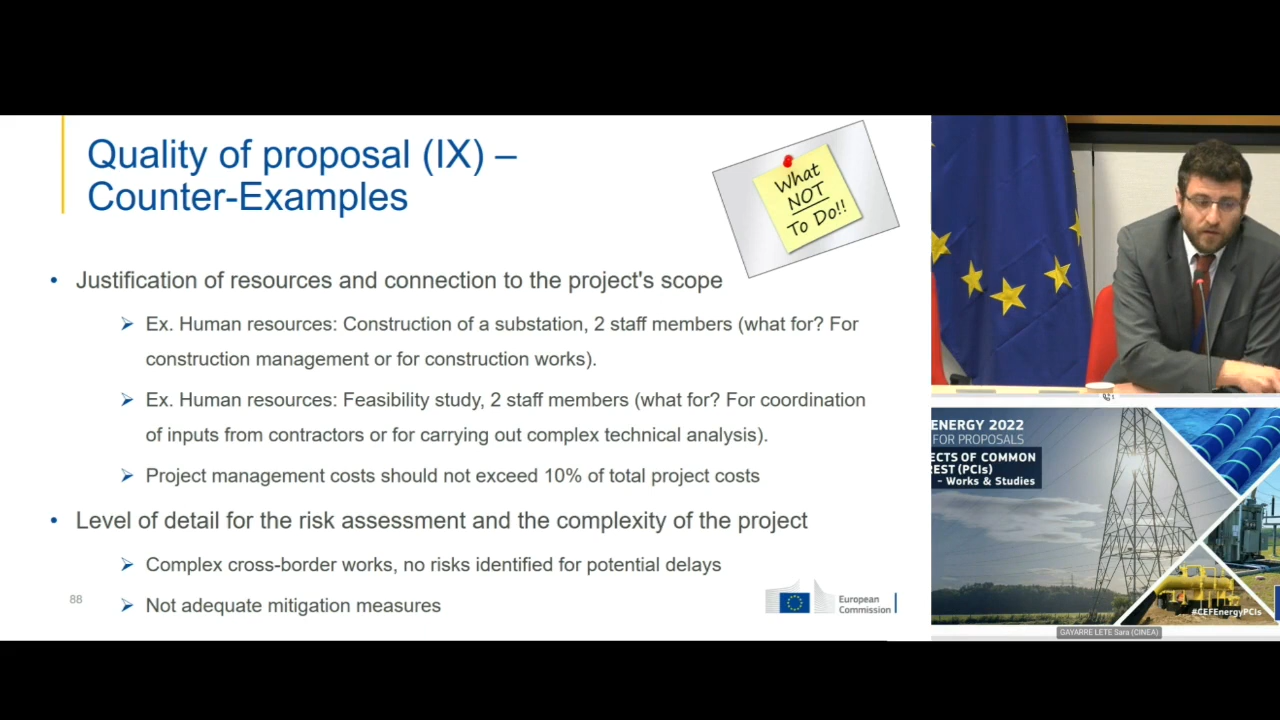 Quality of proposal (IX) –
Counter-Examples
What
NOT
To Do!!
• Justification of resources and connection to the project's scope
➢ Ex. Human resources: Construction of a substation, 2 staff members (what for? For
construction management or for construction works).
➢ Ex. Human resources: Feasibility study, 2 staff members (what for? For coordination
of inputs from contractors or for carrying out complex technical analysis).
➢ Project management costs should not exceed 10% of total project costs
• Level of detail for the risk assessment and the complexity of the project
➢ Complex cross-border works, no risks identified for potential delays
➢ Not adequate mitigation measures
88
European
Commission
ENERGY 2022
FOR PROPOSALS
ECTS OF COMMON
REST (PCIs)
- Works & Studies
#CEFEnergyPCIs
GAYARRE LETE Sara (CINEA)